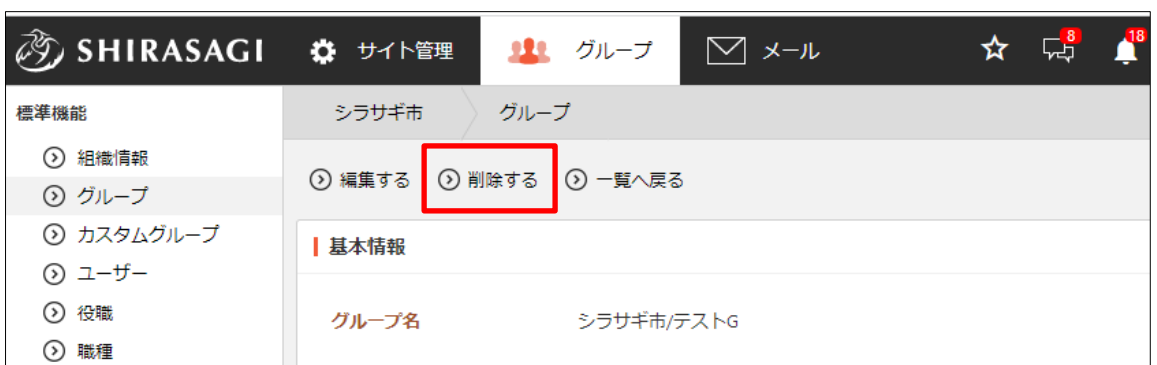 SHIRASAGI サイト管理 グループ メール 8 18
標準機能
シラサギ市 グループ
組織情報
編集する 削除する 一覧へ戻る
グループ
カスタムグループ
基本情報
ユーザー
役職
グループ名 シラサギ市/テストG
職種